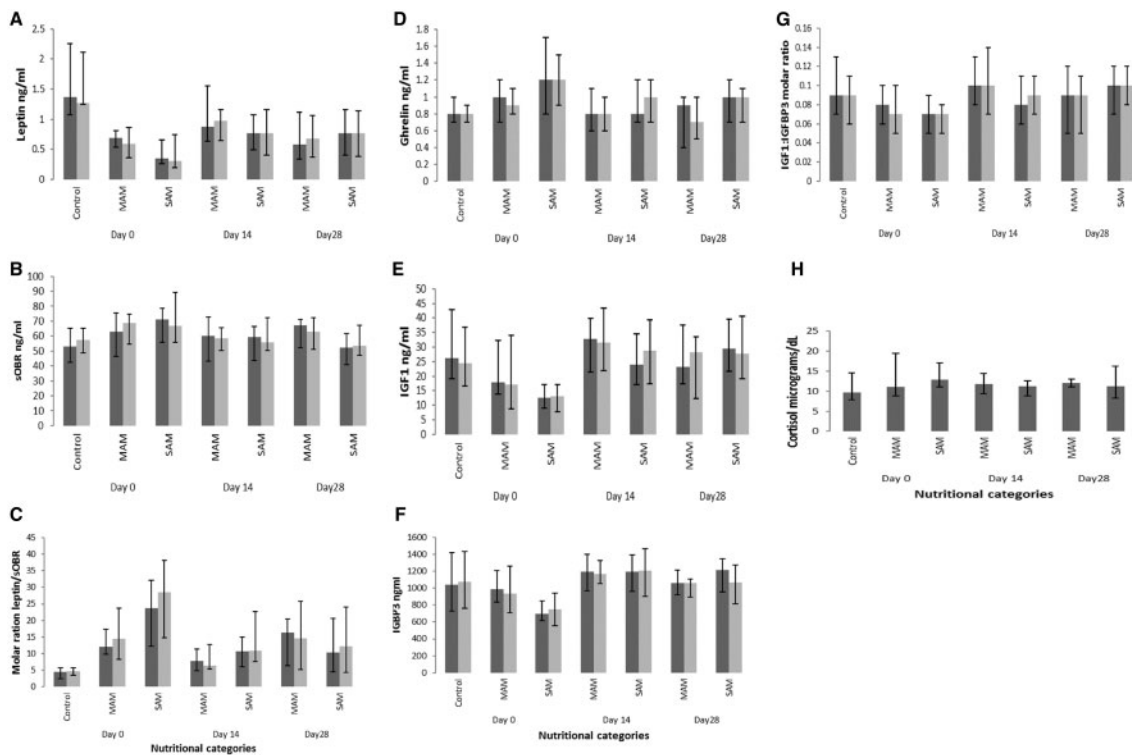 A
Leptin ng/ml
2.5
2
1.5
1
0.5
0
Control
MAM
SAM
MAM
SAM
MAM
SAM
Day 0
Day 14
Day28
B
sOBR ng/ml
100
90
80
70
60
50
40
30
20
10
0
Control
MAM
SAM
MAM
SAM
MAM
SAM
Day 0
Day 14
Day28
C
Molar ration leptin/sOBR
45
40
35
30
25
20
15
10
5
0
Control
MAM
SAM
MAM
SAM
MAM
SAM
Day 0
Day 14
Day28
Nutritional categories
D
Ghrelin ng/ml
1.8
1.6
1.4
1.2
1
0.8
0.6
0.4
0.2
0
Control
MAM
SAM
MAM
SAM
MAM
SAM
Day 0
Day 14
Day28
E
IGF1 ng/ml
50
45
40
35
30
25
20
15
10
5
0
Control
MAM
SAM
MAM
SAM
MAM
SAM
Day 0
Day 14
Day28
F
IGBP3 ngml
1600
1400
1200
1000
800
600
400
200
0
Control
MAM
SAM
MAM
SAM
MAM
SAM
Day 0
Day 14
Day28
Nutritional categories
G
IGF1:IGFBP3 molar ratio
0.16
0.14
0.12
0.10
0.08
0.06
0.04
0.02
0
Control
MAM
SAM
MAM
SAM
MAM
SAM
Day 0
Day 14
Day28
H
Cortisol micrograms/dL
25
20
15
10
5
0
Control
MAM
SAM
MAM
SAM
MAM
SAM
Day 0
Day 14
Day28
Nutritional categories